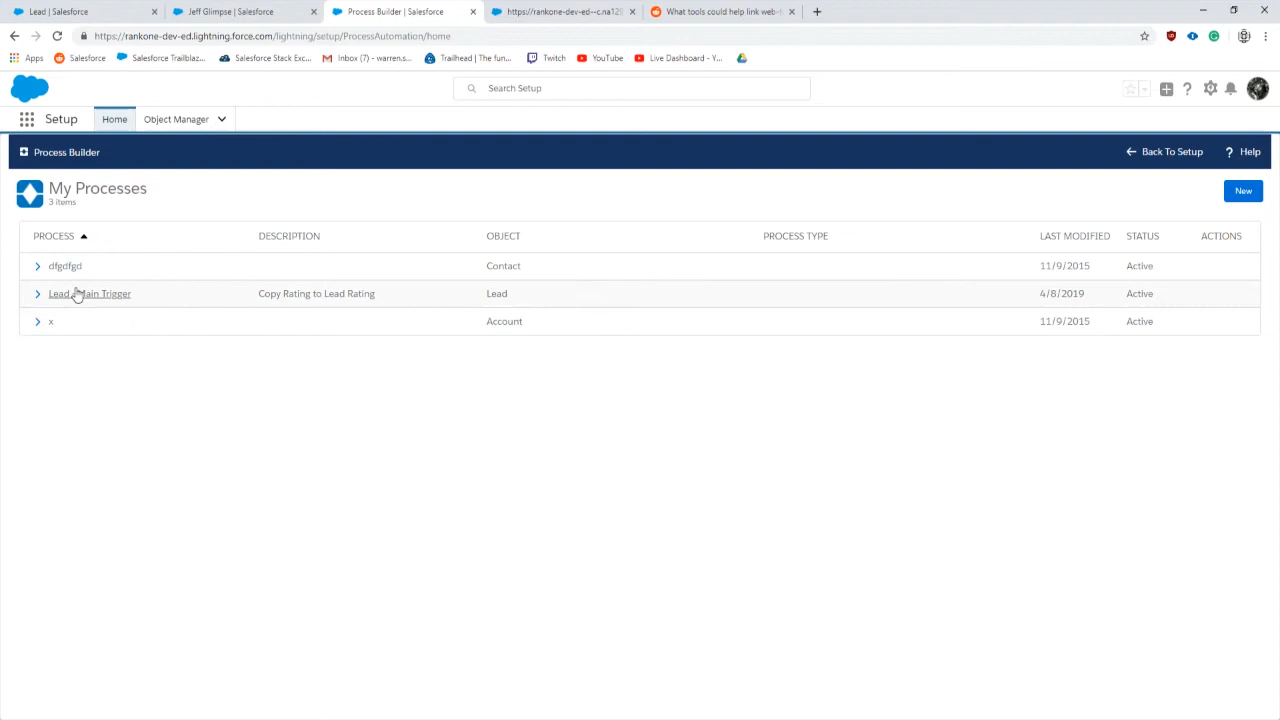 Lead | Salesforce
Jeff Glimpse | Salesforce
Process Builder | Salesforce
https://rankone-dev-ed--c.na125
What tools could help link web-f
https://rankone-dev-ed.lightning.force.com/lightning/setup/ProcessAutomation/home
Apps
Salesforce
Salesforce Trailblaz...
Salesforce Stack Exc...
Inbox (7) - warren.s...
Trailhead | The fun...
Twitch
YouTube
Live Dashboard - Y...
Search Setup
Setup
Home
Object Manager
Process Builder
Back To Setup
? Help
My Processes
3 items
New
PROCESS DESCRIPTION OBJECT PROCESS TYPE LAST MODIFIED STATUS ACTIONS
dfgdfgd Contact 11/9/2015 Active
Lead Main Trigger Copy Rating to Lead Rating Lead 4/8/2019 Active
x Account 11/9/2015 Active